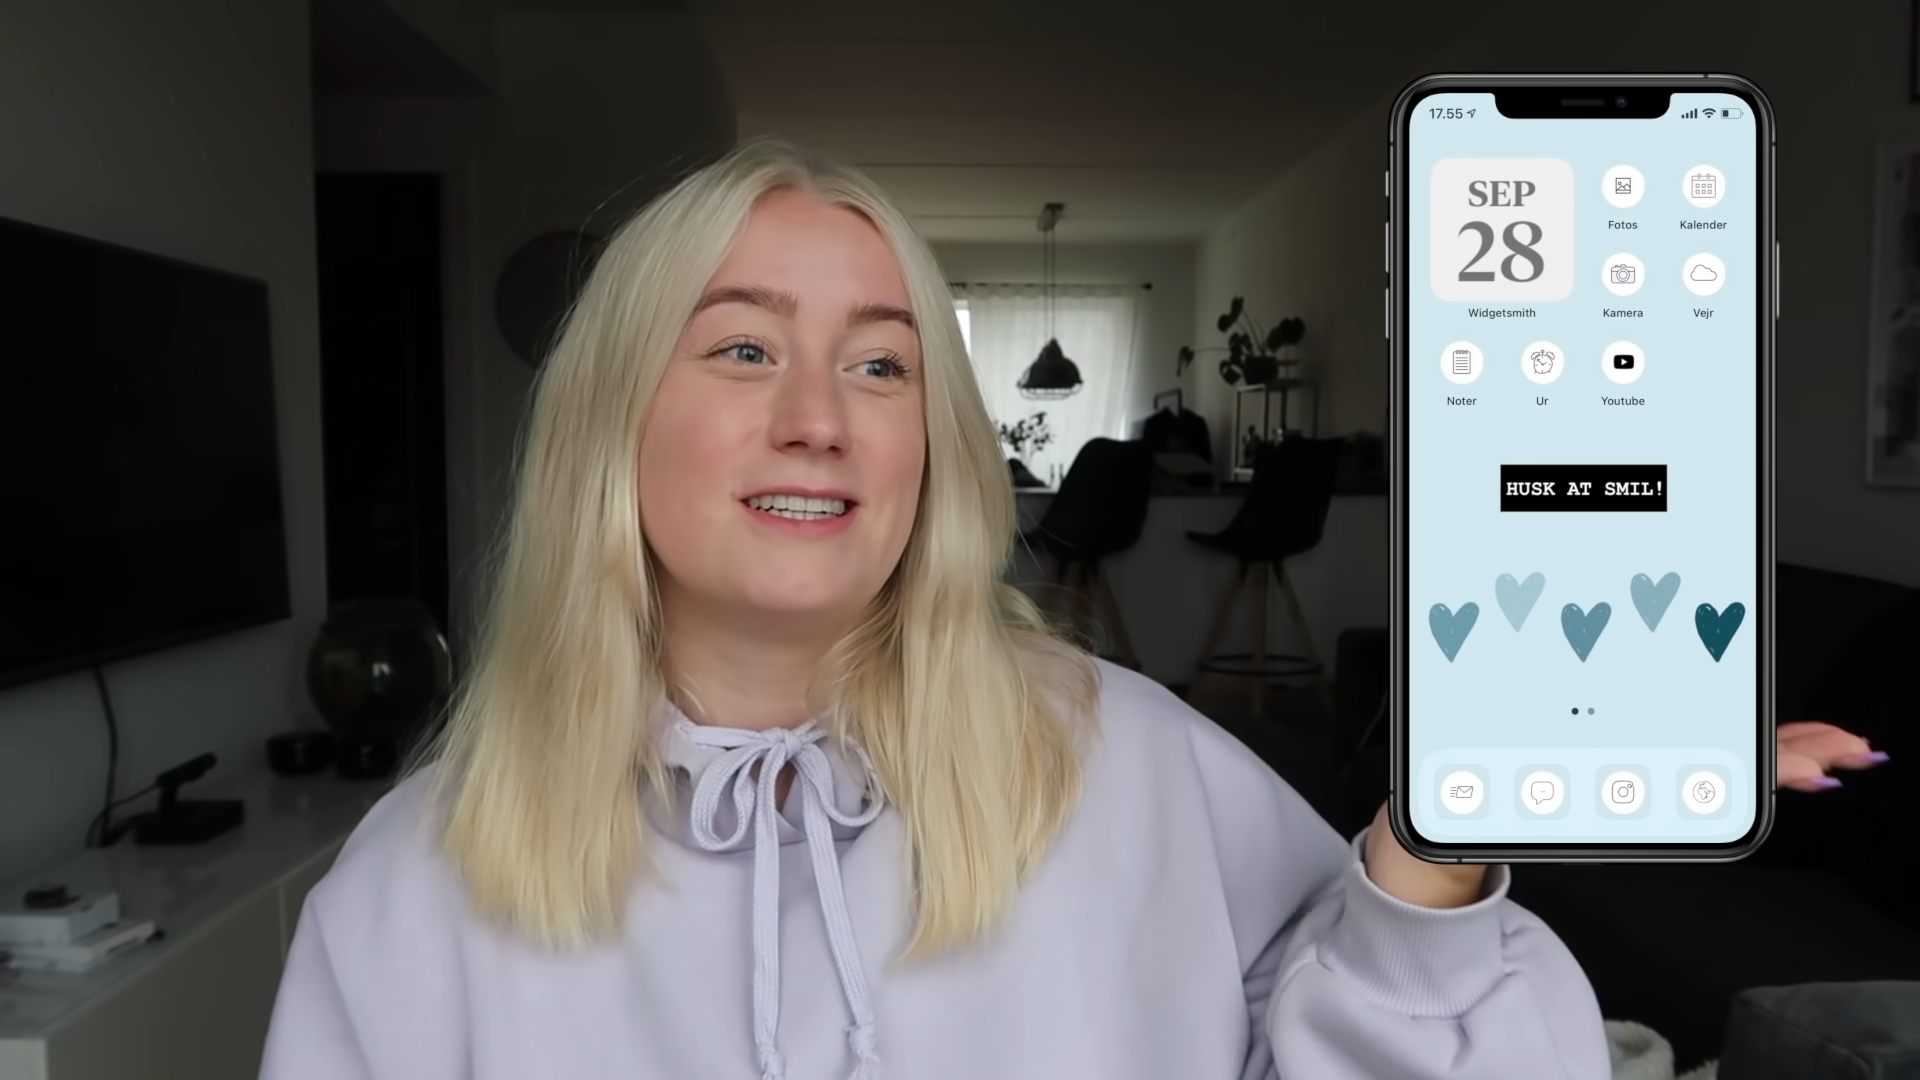 17.55
SEP
28
Widgetsmith
Fotos
Kalender
Kamera
Vejr
Noter
Ur
Youtube
HUSK AT SMIL!